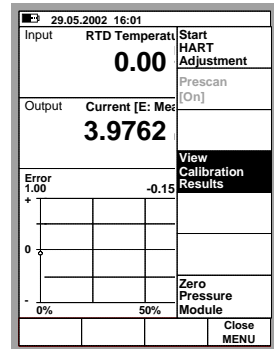 29.05.2002 16:01
Input RTD Temperatu
0.00
Output Current [E: Mea
3.9762
Error
1.00 -0.15
+
0
-
0% 50%
Start
HART
Adjustment
Prescan
[On]
View
Calibration
Results
Zero
Pressure
Module
Close
MENU